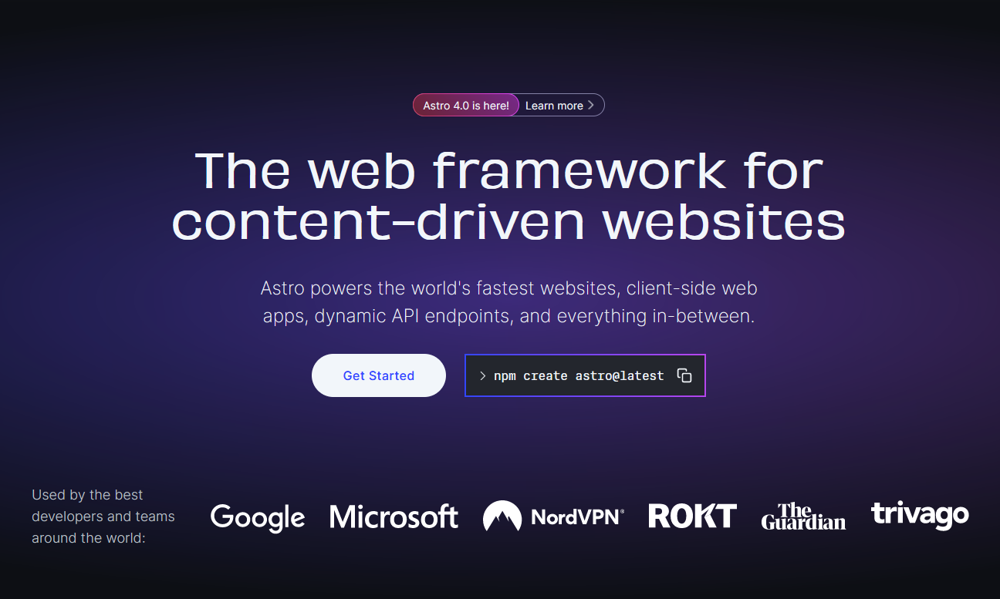 Astro 4.0 is here! Learn more
The web framework for
content-driven websites
Astro powers the world's fastest websites, client-side web
apps, dynamic API endpoints, and everything in-between.
Get Started
> npm create astro@latest
Used by the best
developers and teams
around the world:
Google
Microsoft
NordVPN®
ROKT
The
Guardian
trivago